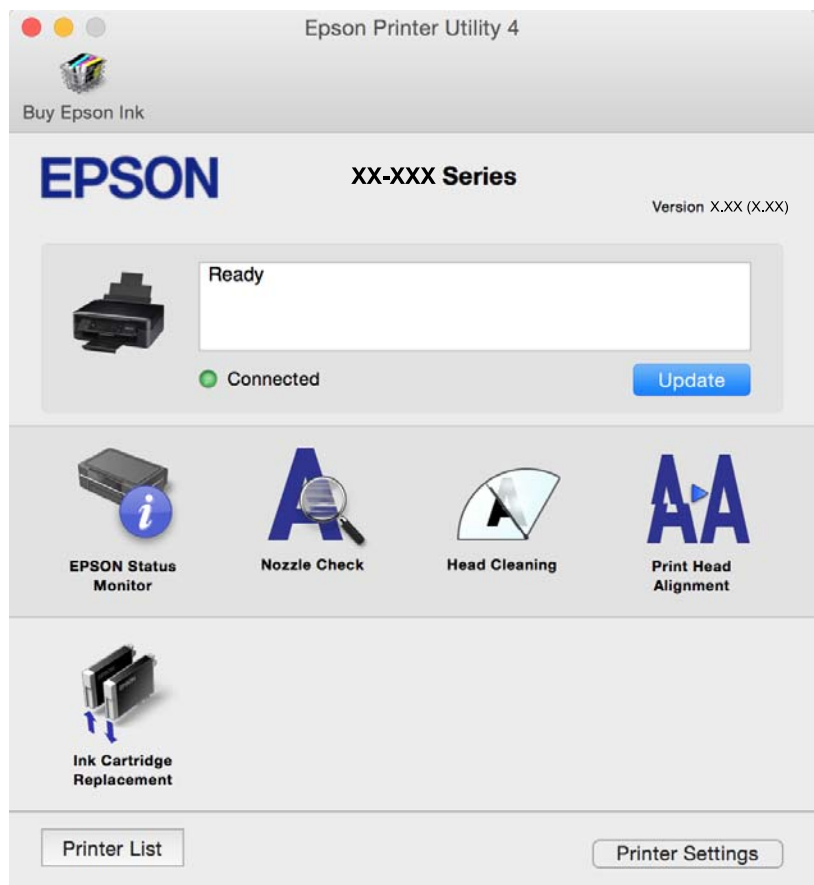 Epson Printer Utility 4
Buy Epson Ink
EPSON
XX-XXX Series
Version X.XX (X.XX)
Ready
Connected
Update
EPSON Status
Monitor
Nozzle Check
Head Cleaning
Print Head
Alignment
Ink Cartridge
Replacement
Printer List
Printer Settings